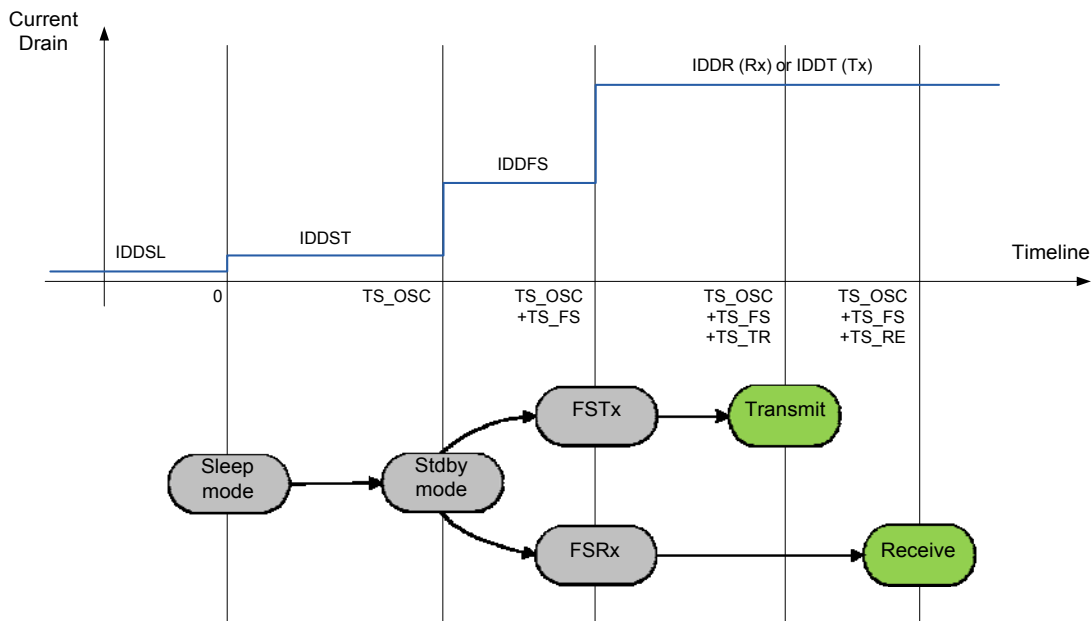 Current
Drain
IDDR (Rx) or IDDT (Tx)
IDDFS
IDDST
IDDSL
Timeline
0
TS_OSC
TS_OSC
+TS_FS
TS_OSC
+TS_FS
+TS_TR
TS_OSC
+TS_FS
+TS_RE
FSTx
Transmit
Sleep
mode
Stdby
mode
FSRx
Receive